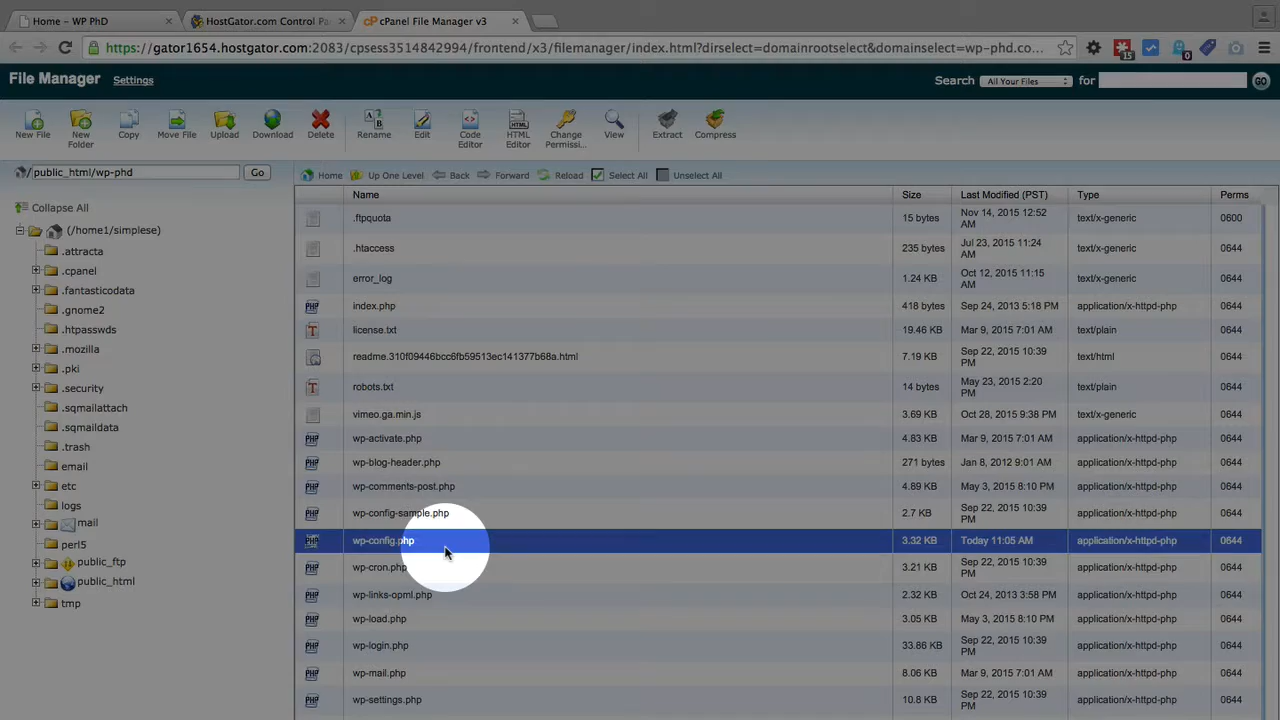 Home - WP PhD
HostGator.com Control Pa
cPanel File Manager v3
https://gator1654.hostgator.com:2083/cpsess3514842994/frontend/x3/filemanager/index.html?dirselect=domainrootselect&domainselect=wp-phd.co...
15
0
File Manager Settings
Search All Your Files for GO
New File
New Folder
Copy
Move File
Upload
Download
Delete
Rename
Edit
Code Editor
HTML Editor
Change Permissi...
View
Extract
Compress
/ public_html/wp-phd Go
Collapse All
(/home1/simplese)
.attracta
.cpanel
.fantasticodata
.gnome2
.htpasswds
.mozilla
.pki
.security
.sqmailattach
.sqmaildata
.trash
email
etc
logs
mail
perl5
public_ftp
public_html
tmp
Home Up One Level Back Forward Reload Select All Unselect All
Name Size Last Modified (PST) Type Perms
.ftpquota 15 bytes Nov 14, 2015 12:52 AM text/x-generic 0600
.htaccess 235 bytes Jul 23, 2015 11:24 AM text/x-generic 0644
error_log 1.24 KB Oct 12, 2015 11:15 AM text/x-generic 0644
PHP index.php 418 bytes Sep 24, 2013 5:18 PM application/x-httpd-php 0644
T license.txt 19.46 KB Mar 9, 2015 7:01 AM text/plain 0644
readme.310f09446bcc6fb59513ec141377b68a.html 7.19 KB Sep 22, 2015 10:39 PM text/html 0644
T robots.txt 14 bytes May 23, 2015 2:20 PM text/plain 0644
vimeo.ga.min.js 3.69 KB Oct 28, 2015 9:38 PM text/x-generic 0644
PHP wp-activate.php 4.83 KB Mar 9, 2015 7:01 AM application/x-httpd-php 0644
PHP wp-blog-header.php 271 bytes Jan 8, 2012 9:01 AM application/x-httpd-php 0644
PHP wp-comments-post.php 4.89 KB May 3, 2015 8:10 PM application/x-httpd-php 0644
PHP wp-config-sample.php 2.7 KB Sep 22, 2015 10:39 PM application/x-httpd-php 0644
PHP wp-config.php 3.32 KB Today 11:05 AM application/x-httpd-php 0644
PHP wp-cron.php 3.21 KB Sep 22, 2015 10:39 PM application/x-httpd-php 0644
PHP wp-links-opml.php 2.32 KB Oct 24, 2013 3:58 PM application/x-httpd-php 0644
PHP wp-load.php 3.05 KB May 3, 2015 8:10 PM application/x-httpd-php 0644
PHP wp-login.php 33.86 KB Sep 22, 2015 10:39 PM application/x-httpd-php 0644
PHP wp-mail.php 8.06 KB Mar 9, 2015 7:01 AM application/x-httpd-php 0644
PHP wp-settings.php 10.8 KB Sep 22, 2015 10:39 PM application/x-httpd-php 0644